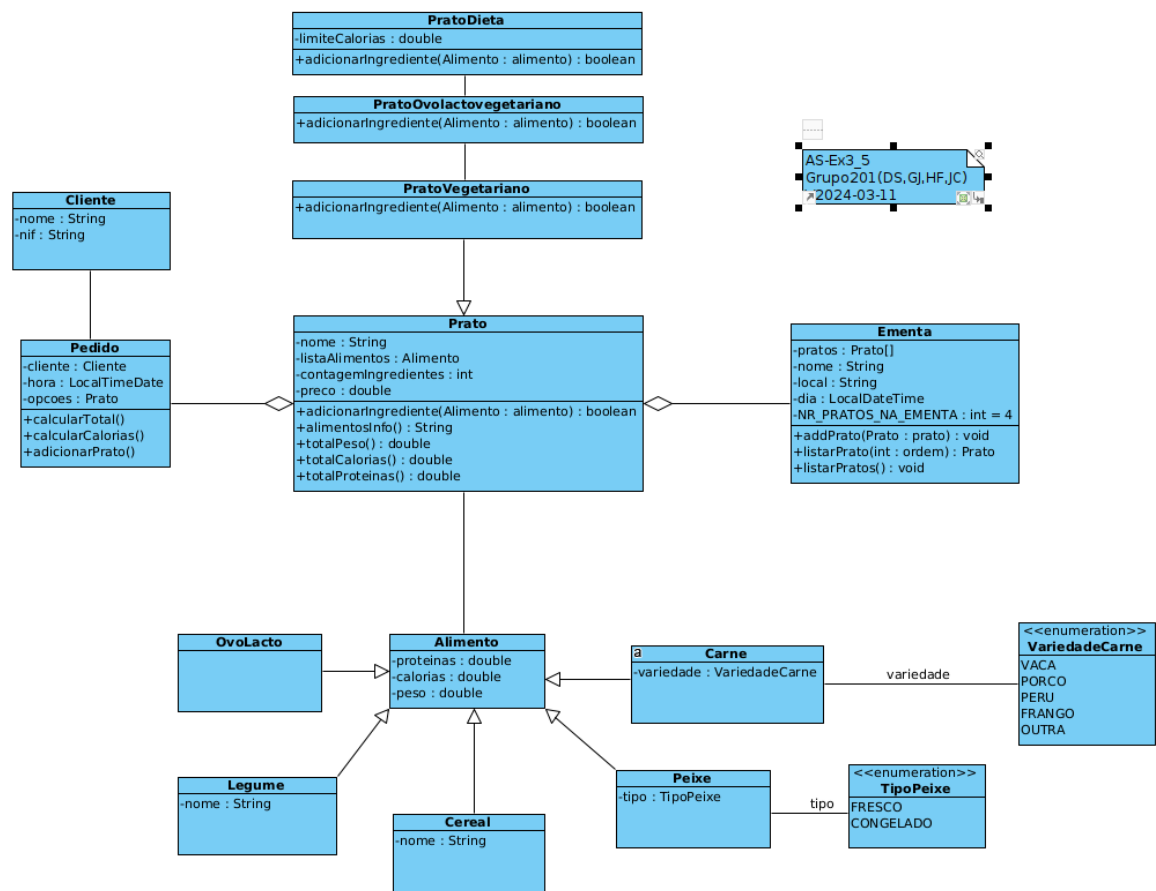 PratoDieta
-limiteCalorias : double
+adicionarIngrediente(Alimento : alimento) : boolean
PratoOvolactovegetariano
+adicionarIngrediente(Alimento : alimento) : boolean
PratoVegetariano
+adicionarIngrediente(Alimento : alimento) : boolean
AS-Ex3_5
Grupo201(DS,GJ,HF,JC)
2024-03-11
Cliente
-nome : String
-nif : String
Pedido
-cliente : Cliente
-hora : LocalTimeDate
-opcoes : Prato
+calcularTotal()
+calcularCalorias()
+adicionarPrato()
Prato
-nome : String
-listaAlimentos : Alimento
-contagemIngredientes : int
-preco : double
+adicionarIngrediente(Alimento : alimento) : boolean
+alimentosInfo() : String
+totalPeso() : double
+totalCalorias() : double
+totalProteinas() : double
Ementa
-pratos : Prato[]
-nome : String
-local : String
-dia : LocalDateTime
-NR_PRATOS_NA_EMENTA : int = 4
+addPrato(Prato : prato) : void
+listarPrato(int : ordem) : Prato
+listarPratos() : void
OvoLacto
Alimento
-proteinas : double
-calorias : double
-peso : double
a
Carne
-variedade : VariedadeCarne
variedade
<<enumeration>>
VariedadeCarne
VACA
PORCO
PERU
FRANGO
OUTRA
Legume
-nome : String
Cereal
-nome : String
Peixe
-tipo : TipoPeixe
tipo
<<enumeration>>
TipoPeixe
FRESCO
CONGELADO